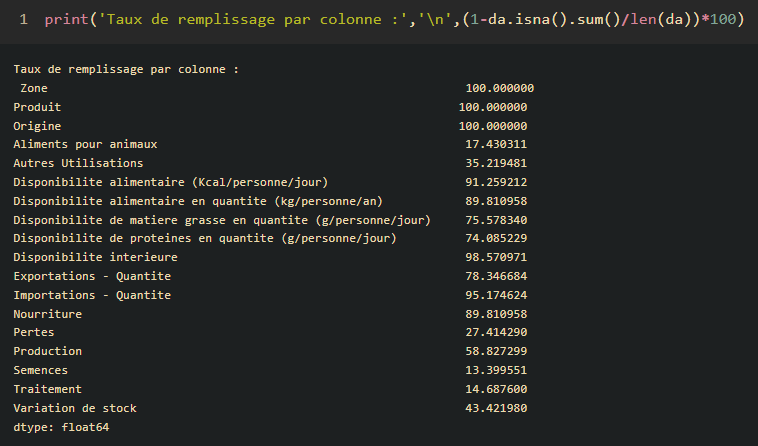 1 print('Taux de remplissage par colonne :','\n',(1-da.isna().sum()/len(da))*100)
Taux de remplissage par colonne :
Zone 100.000000
Produit 100.000000
Origine 100.000000
Aliments pour animaux 17.430311
Autres Utilisations 35.219481
Disponibilite alimentaire (Kcal/personne/jour) 91.259212
Disponibilite alimentaire en quantite (kg/personne/an) 89.810958
Disponibilite de matiere grasse en quantite (g/personne/jour) 75.578340
Disponibilite de proteines en quantite (g/personne/jour) 74.085229
Disponibilite interieure 98.570971
Exportations - Quantite 78.346684
Importations - Quantite 95.174624
Nourriture 89.810958
Pertes 27.414290
Production 58.827299
Semences 13.399551
Traitement 14.687600
Variation de stock 43.421980
dtype: float64